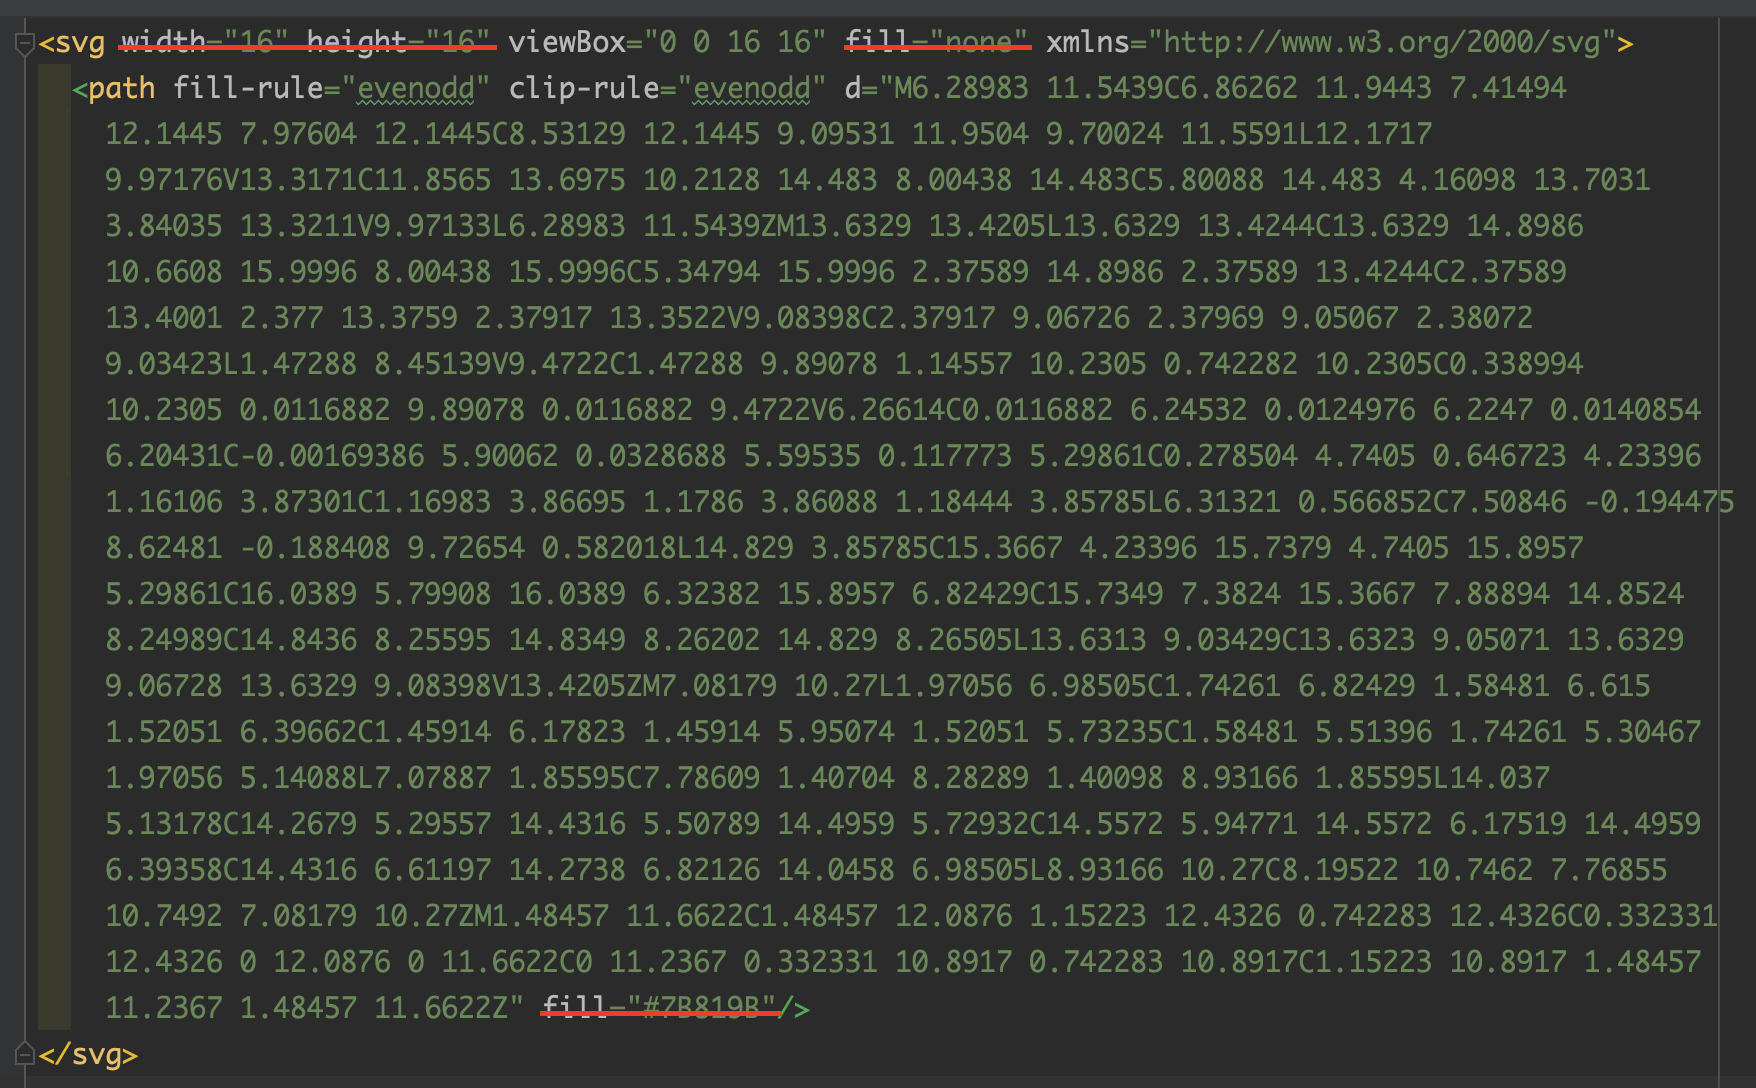 <svg width="16" height="16" viewBox="0 0 16 16" fill="none" xmlns="http://www.w3.org/2000/svg">
<path fill-rule="evenodd" clip-rule="evenodd" d="M6.28983 11.5439C6.86262 11.9443 7.41494
12.1445 7.97604 12.1445C8.53129 12.1445 9.09531 11.9504 9.70024 11.5591L12.1717
9.97176V13.3171C11.8565 13.6975 10.2128 14.483 8.00438 14.483C5.80088 14.483 4.16098 13.7031
3.84035 13.3211V9.97133L6.28983 11.5439ZM13.6329 13.4205L13.6329 13.4244C13.6329 14.8986
10.6608 15.9996 8.00438 15.9996C5.34794 15.9996 2.37589 14.8986 2.37589 13.4244C2.37589
13.4001 2.377 13.3759 2.37917 13.3522V9.08398C2.37917 9.06726 2.37969 9.05067 2.38072
9.03423L1.47288 8.45139V9.4722C1.47288 9.89078 1.14557 10.2305 0.742282 10.2305C0.338994
10.2305 0.0116882 9.89078 0.0116882 9.4722V6.26614C0.0116882 6.24532 0.0124976 6.2247 0.0140854
6.20431C-0.00169386 5.90062 0.0328688 5.59535 0.117773 5.29861C0.278504 4.7405 0.646723 4.23396
1.16106 3.87301C1.16983 3.86695 1.1786 3.86088 1.18444 3.85785L6.31321 0.566852C7.50846 -0.194475
8.62481 -0.188408 9.72654 0.582018L14.829 3.85785C15.3667 4.23396 15.7379 4.7405 15.8957
5.29861C16.0389 5.79908 16.0389 6.32382 15.8957 6.82429C15.7349 7.3824 15.3667 7.88894 14.8524
8.24989C14.8436 8.25595 14.8349 8.26202 14.829 8.26505L13.6313 9.03429C13.6323 9.05071 13.6329
9.06728 13.6329 9.08398V13.4205ZM7.08179 10.27L1.97056 6.98505C1.74261 6.82429 1.58481 6.615
1.52051 6.39662C1.45914 6.17823 1.45914 5.95074 1.52051 5.73235C1.58481 5.51396 1.74261 5.30467
1.97056 5.14088L7.07887 1.85595C7.78609 1.40704 8.28289 1.40098 8.93166 1.85595L14.037
5.13178C14.2679 5.29557 14.4316 5.50789 14.4959 5.72932C14.5572 5.94771 14.5572 6.17519 14.4959
6.39358C14.4316 6.61197 14.2738 6.82126 14.0458 6.98505L8.93166 10.27C8.19522 10.7462 7.76855
10.7492 7.08179 10.27ZM1.48457 11.6622C1.48457 12.0876 1.15223 12.4326 0.742283 12.4326C0.332331
12.4326 0 12.0876 0 11.6622C0 11.2367 0.332331 10.8917 0.742283 10.8917C1.15223 10.8917 1.48457
11.2367 1.48457 11.6622Z" fill="#7B819B"/>
</svg>